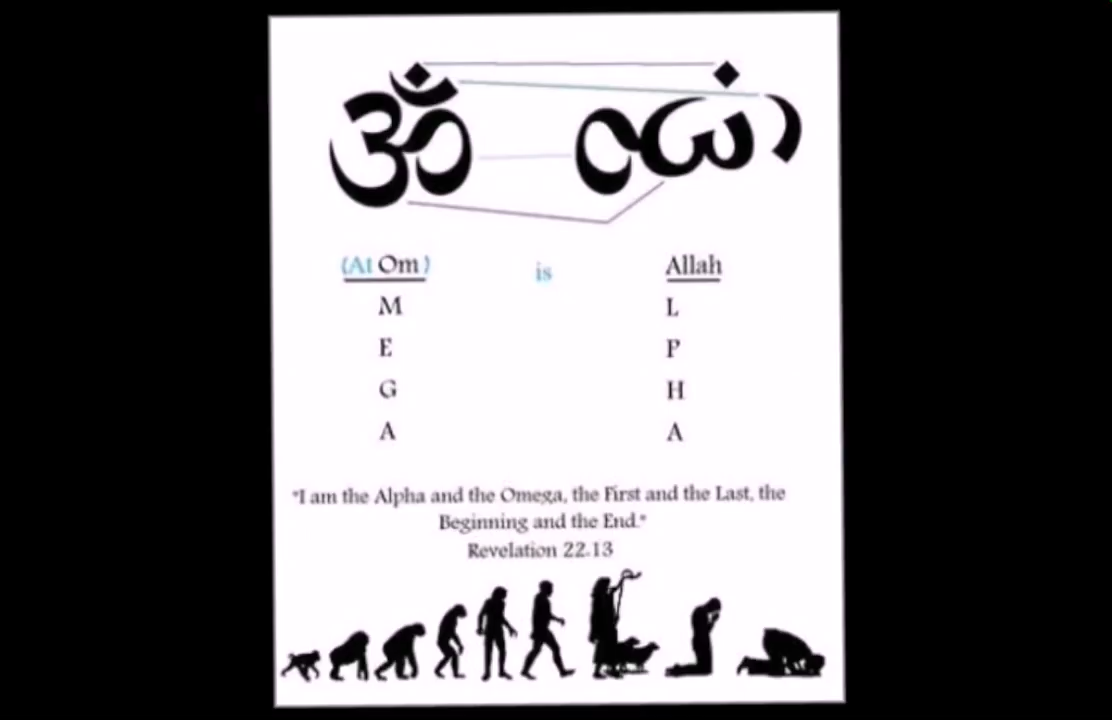 ॐ
(At Om) is Allah
M L
E P
G H
A A
"I am the Alpha and the Omega, the First and the Last, the
Beginning and the End."
Revelation 22.13